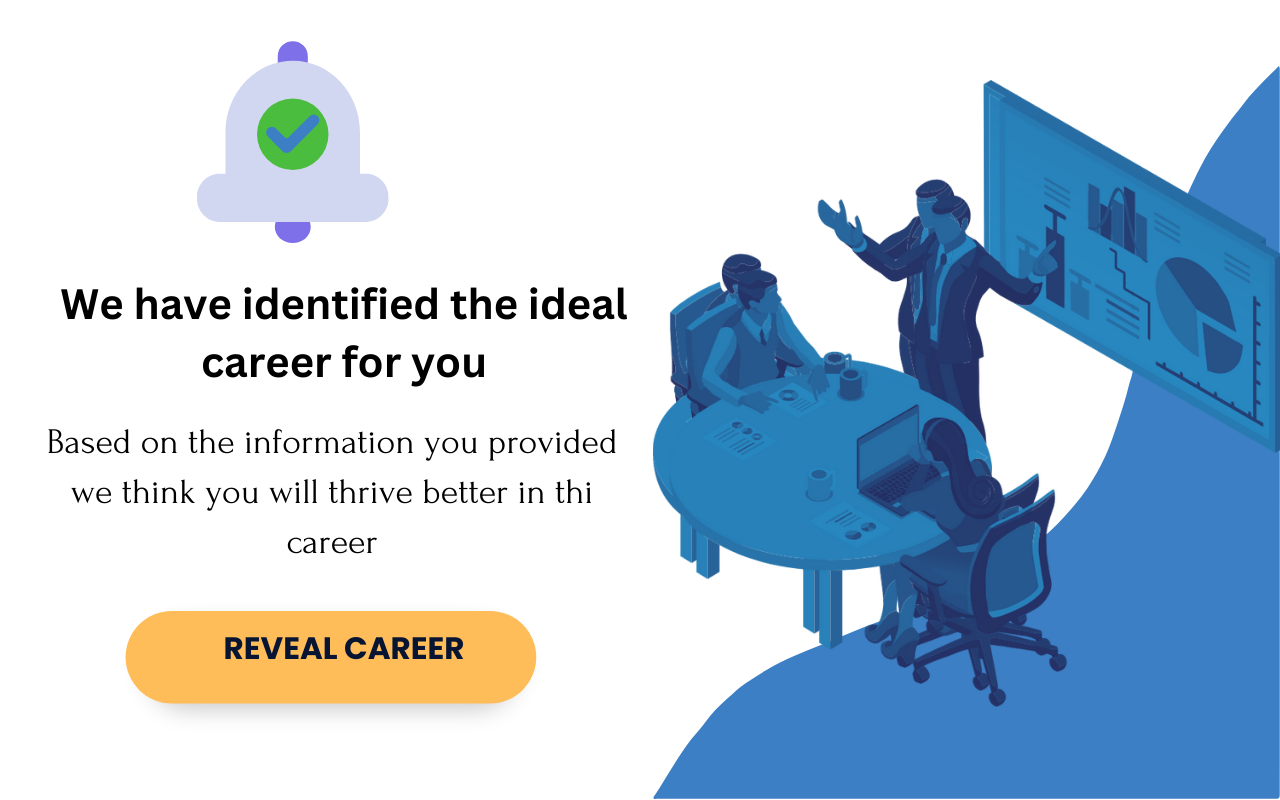 We have identified the ideal
career for you
Based on the information you provided
we think you will thrive better in thi
career
REVEAL CAREER